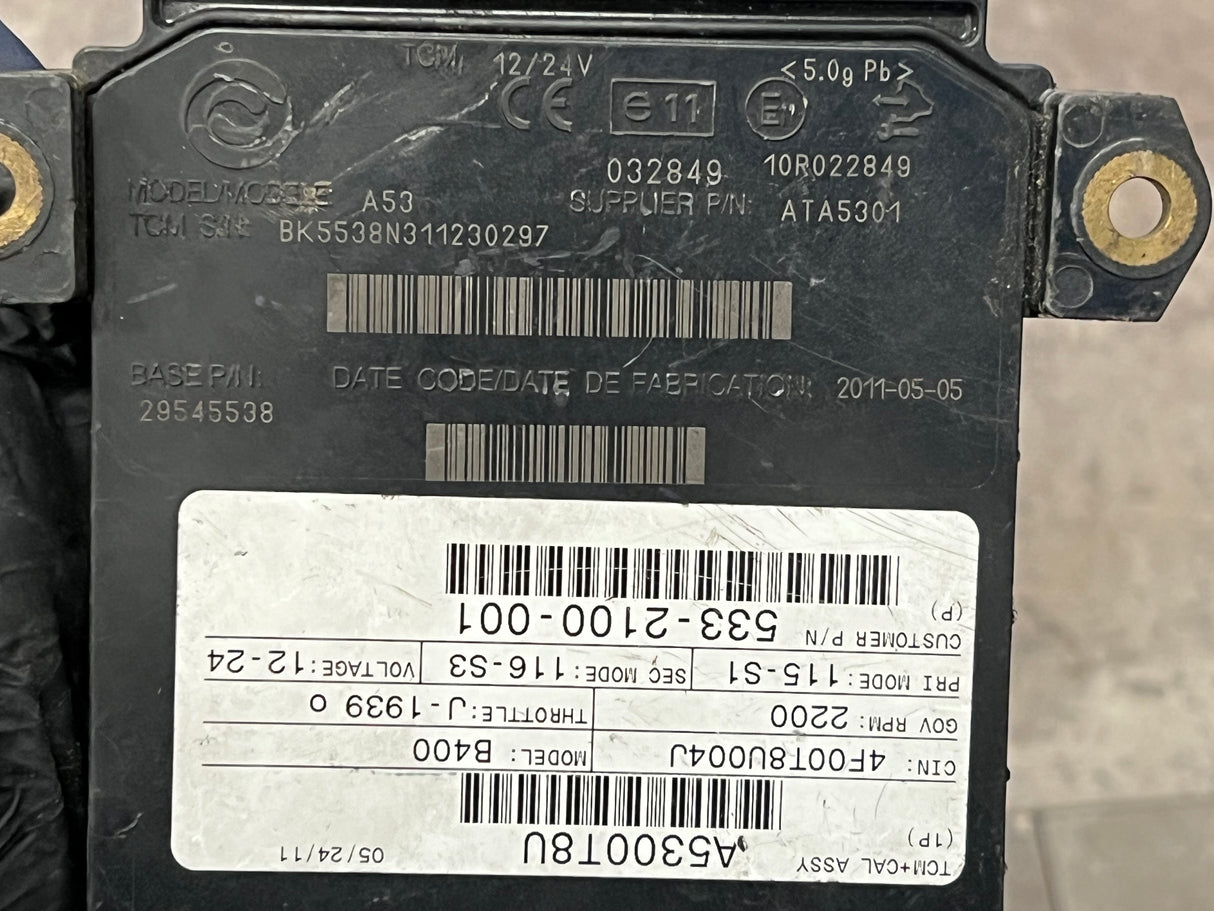 TCM, 12/24V <5.0g Pb>
CE e11 E11
032849 10R022849
MODEL/MODELE A53 SUPPLIER P/N: ATA5301
TCM S/N: BK5538N311230297
BASE P/N: DATE CODE/DATE DE FABRICATION: 2011-05-05
29545538
TCM+CAL ASSY A5300T8U 05/24/11
(1P)
CIN: 4F00T8U004J MODEL: B400
GOV RPM: 2200 THROTTLE: J-1939 0
PRI MODE: 115-S1 SEC MODE: 116-S3 VOLTAGE: 12-24
CUSTOMER P/N 533-2100-001
(P)